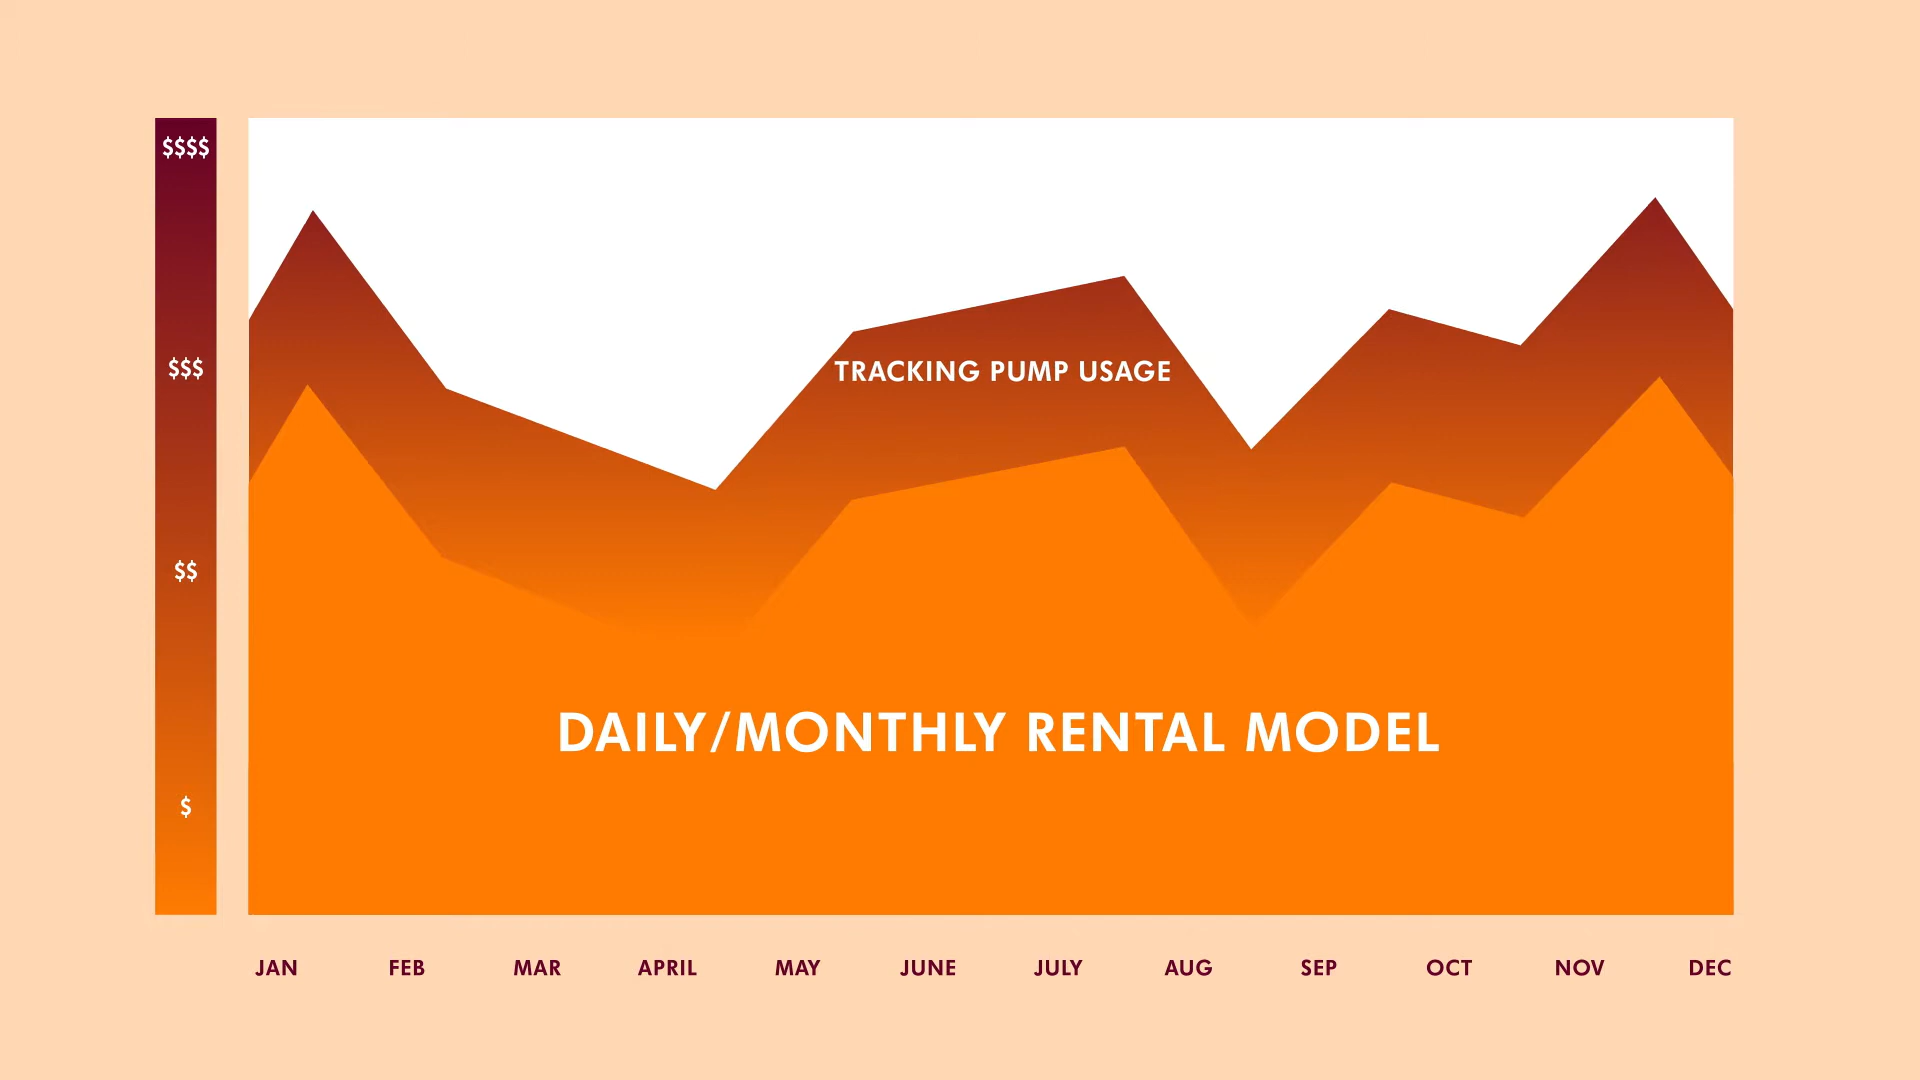 $$$$
$$$
$$
$
TRACKING PUMP USAGE
DAILY/MONTHLY RENTAL MODEL
JAN FEB MAR APRIL MAY JUNE JULY AUG SEP OCT NOV DEC